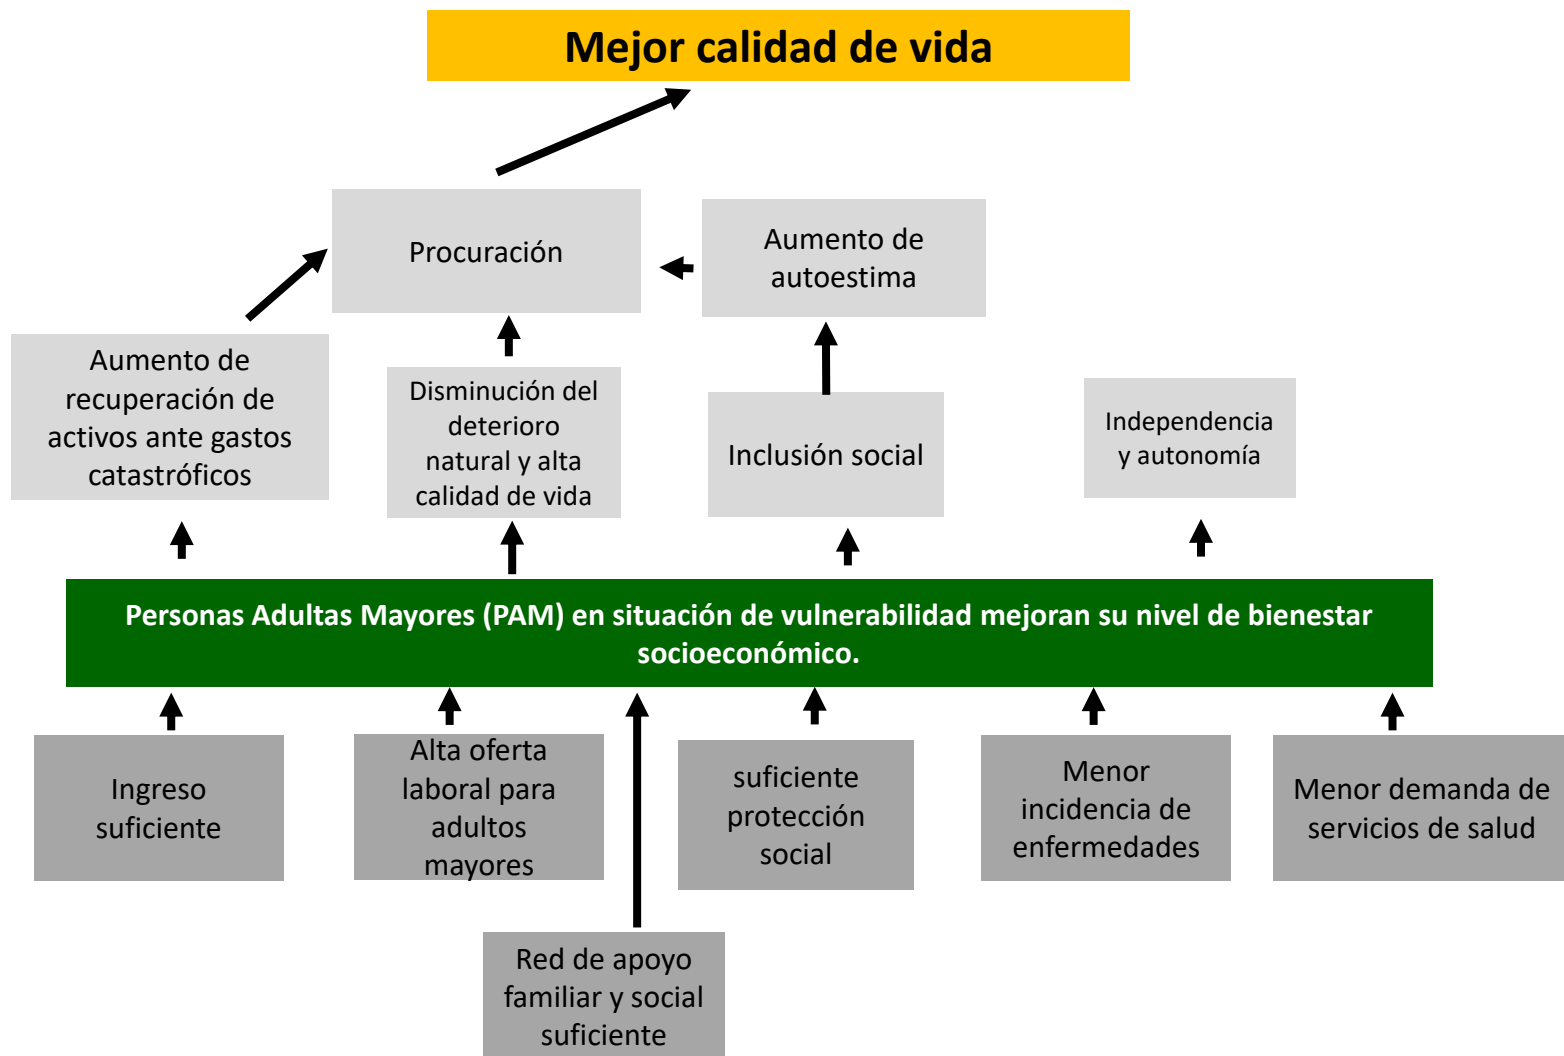 Mejor calidad de vida
Procuración
Aumento de
autoestima
Aumento de
recuperación de
activos ante gastos
catastróficos
Disminución del
deterioro
natural y alta
calidad de vida
Inclusión social
Independencia
y autonomía
Personas Adultas Mayores (PAM) en situación de vulnerabilidad mejoran su nivel de bienestar
socioeconómico.
Ingreso
suficiente
Alta oferta
laboral para
adultos
mayores
suficiente
protección
social
Menor
incidencia de
enfermedades
Menor demanda de
servicios de salud
Red de apoyo
familiar y social
suficiente